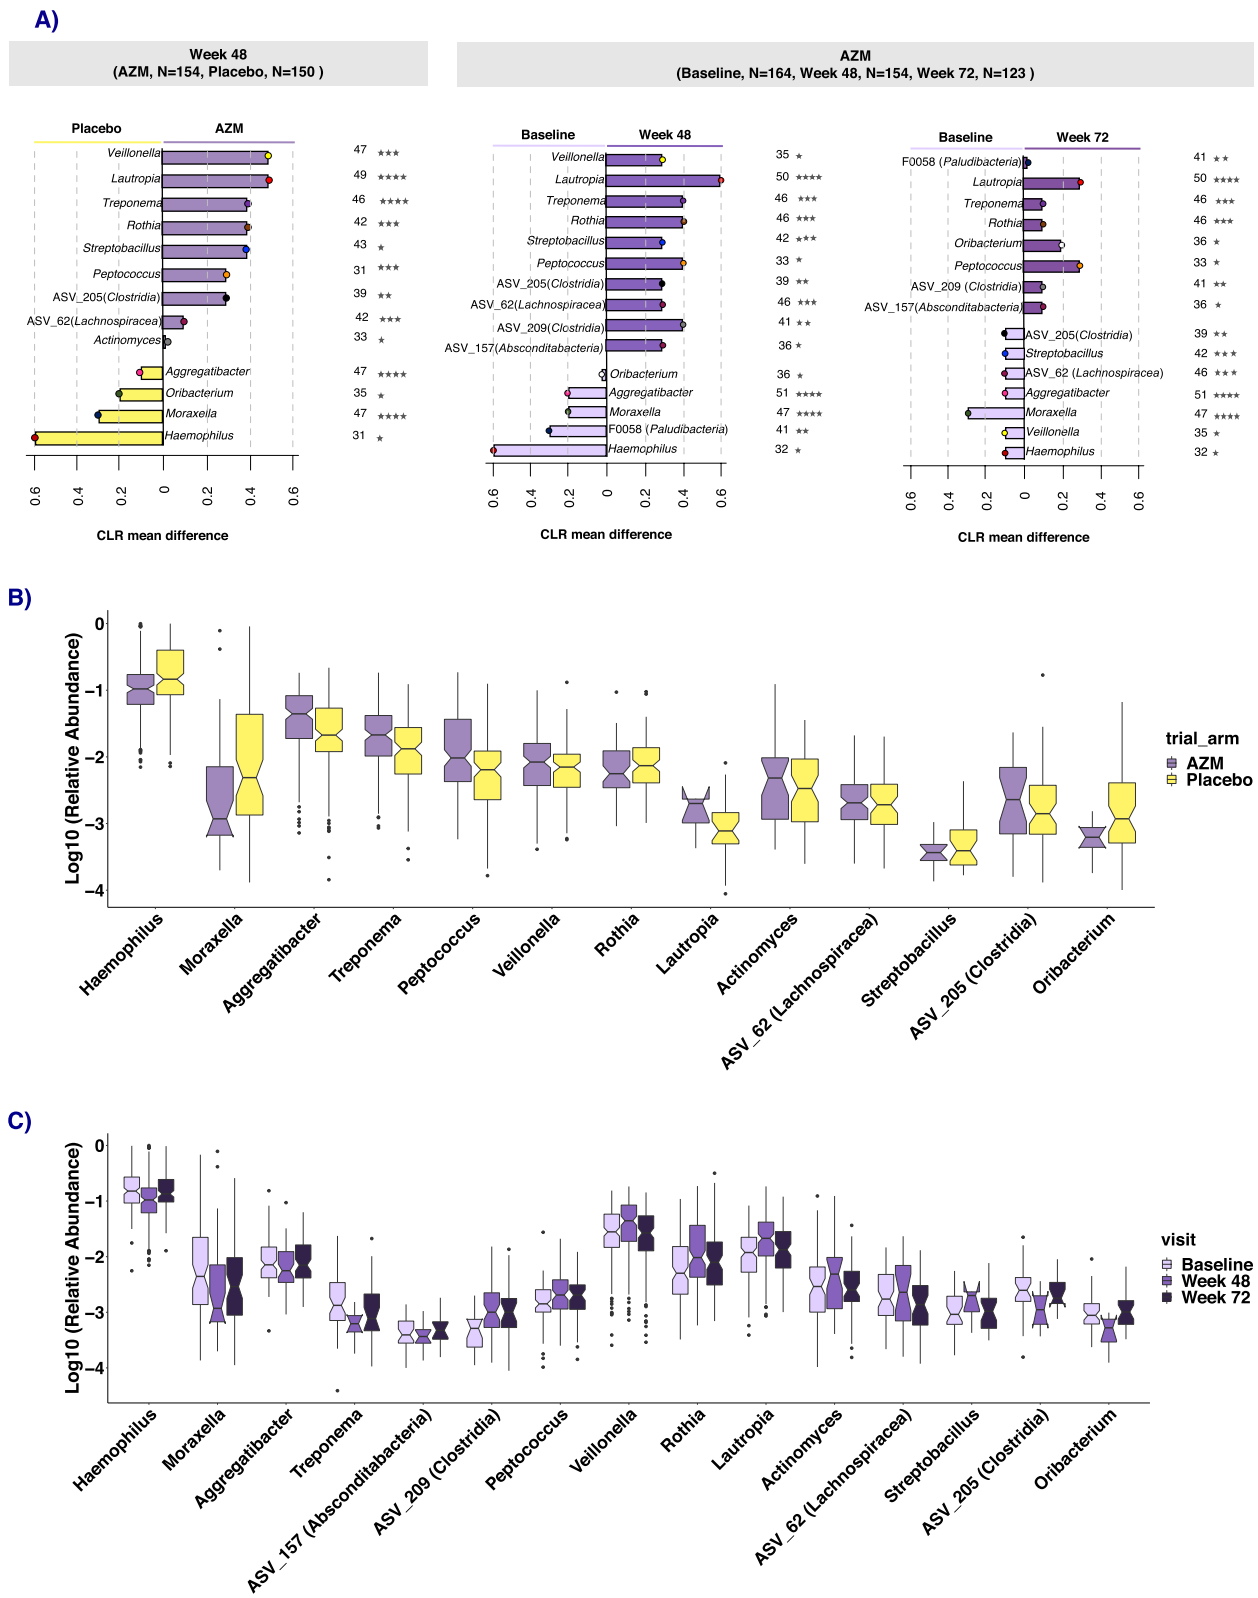 A)
Week 48
(AZM, N=154, Placebo, N=150 )
AZM
(Baseline, N=164, Week 48, N=154, Week 72, N=123 )
Placebo AZM
Veillonella 47 ★★★
Lautropia 49 ★★★★
Treponema 46 ★★★★
Rothia 42 ★★★
Streptobacillus 43 ★
Peptococcus 31 ★★★
ASV_205(Clostridia) 39 ★★
ASV_62(Lachnospiracea) 42 ★★★
Actinomyces 33 ★
Aggregatibacter 47 ★★★★
Oribacterium 35 ★
Moraxella 47 ★★★★
Haemophilus 31 ★
0.6 0.4 0.2 0 0.2 0.4 0.6
CLR mean difference
Baseline Week 48
Veillonella 35 ★
Lautropia 50 ★★★★
Treponema 46 ★★★
Rothia 46 ★★★
Streptobacillus 42 ★★★
Peptococcus 33 ★
ASV_205(Clostridia) 39 ★★
ASV_62(Lachnospiracea) 46 ★★★
ASV_209(Clostridia) 41 ★★
ASV_157(Absconditabacteria) 36 ★
Oribacterium 36 ★
Aggregatibacter 51 ★★★★
Moraxella 47 ★★★★
F0058 (Paludibacteria) 41 ★★
Haemophilus 32 ★
0.6 0.4 0.2 0 0.2 0.4 0.6
CLR mean difference
Baseline Week 72
F0058 (Paludibacteria) 41 ★★
Lautropia 50 ★★★★
Treponema 46 ★★★
Rothia 46 ★★★
Oribacterium 36 ★
Peptococcus 33 ★
ASV_209 (Clostridia) 41 ★★
ASV_157(Absconditabacteria) 36 ★
ASV_205(Clostridia) 39 ★★
Streptobacillus 42 ★★★
ASV_62 (Lachnospiracea) 46 ★★★
Aggregatibacter 51 ★★★★
Moraxella 47 ★★★★
Veillonella 35 ★
Haemophilus 32 ★
0.6 0.4 0.2 0 0.2 0.4 0.6
CLR mean difference
B)
Log10 (Relative Abundance)
0
−1
−2
−3
−4
Haemophilus
Moraxella
Aggregatibacter
Treponema
Peptococcus
Veillonella
Rothia
Lautropia
Actinomyces
ASV_62 (Lachnospiracea)
Streptobacillus
ASV_205 (Clostridia)
Oribacterium
trial_arm
AZM
Placebo
C)
Log10 (Relative Abundance)
0
−1
−2
−3
−4
Haemophilus
Moraxella
Aggregatibacter
Treponema
ASV_157 (Absconditabacteria)
ASV_209 (Clostridia)
Peptococcus
Veillonella
Rothia
Lautropia
Actinomyces
ASV_62 (Lachnospiracea)
Streptobacillus
ASV_205 (Clostridia)
Oribacterium
visit
Baseline
Week 48
Week 72